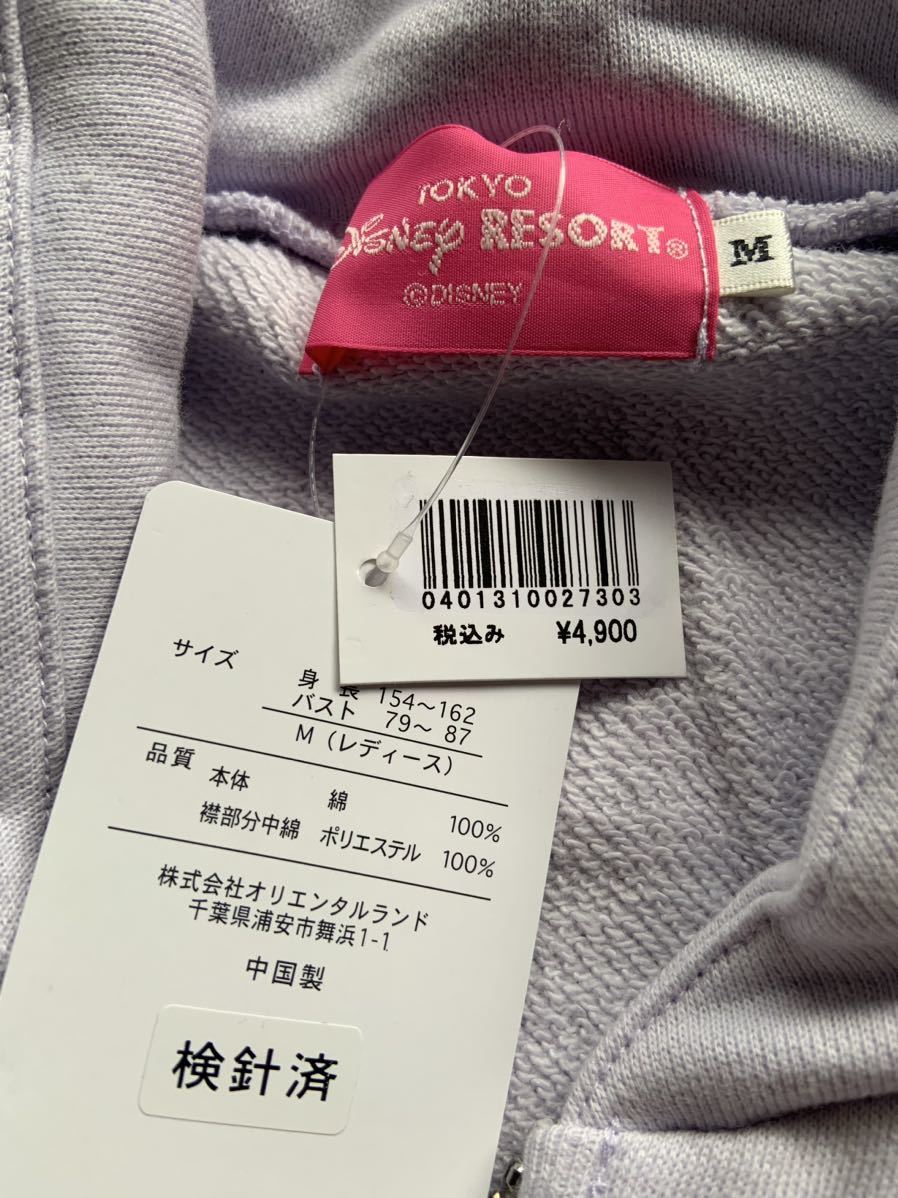 TOKYO
DISNEY RESORT®
©DISNEY
M
0401310027303
税込み ¥4,900
サイズ
身長 154〜162
バスト 79〜 87
M（レディース）
品質 本体 綿 100%
襟部分中綿 ポリエステル 100%
株式会社オリエンタルランド
千葉県浦安市舞浜1-1
中国製
検針済